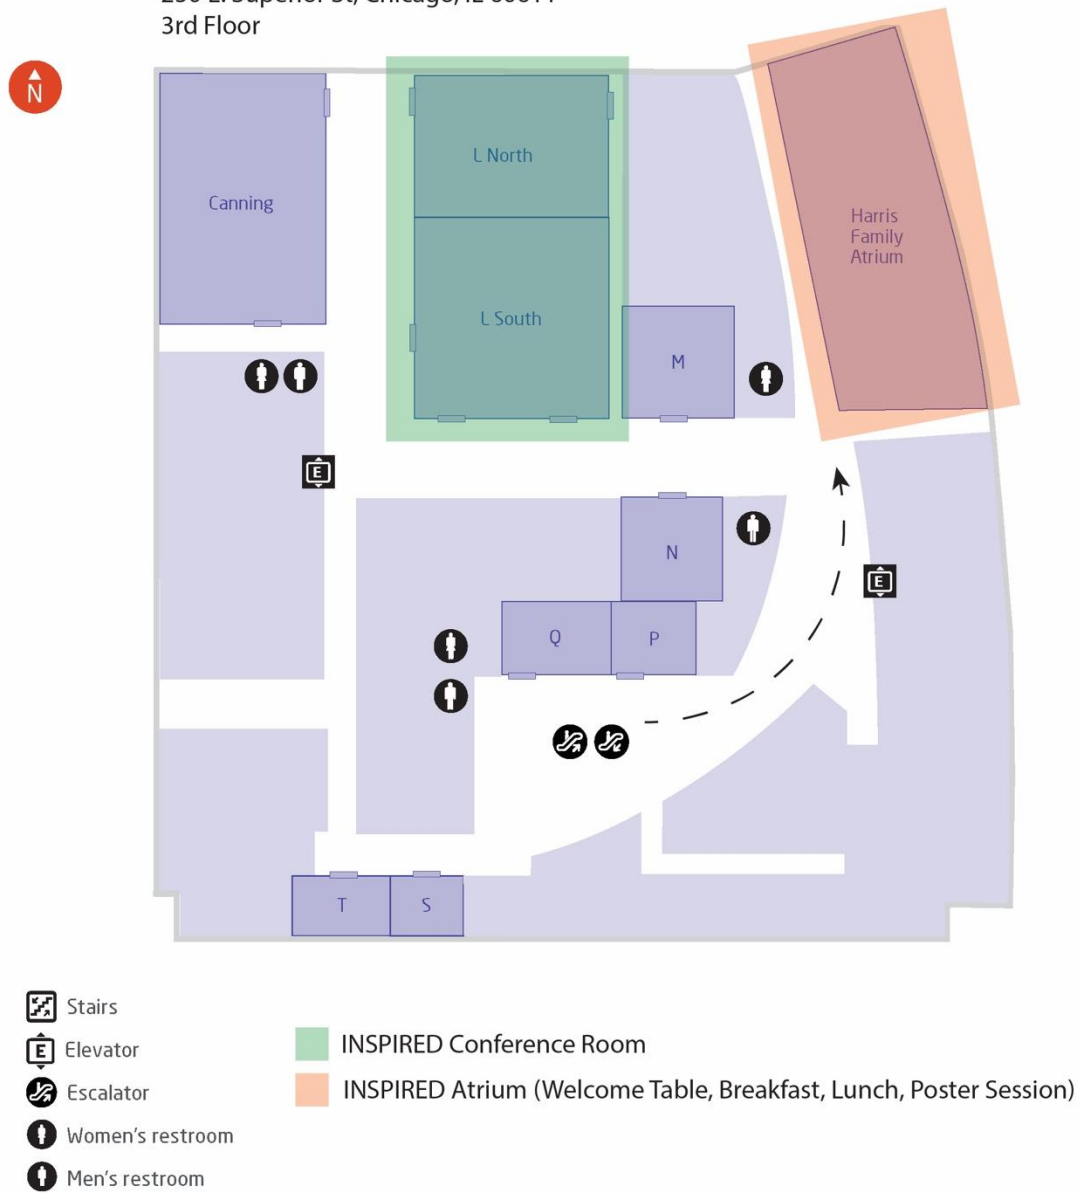 3rd Floor
N
L North
Canning
Harris
Family
Atrium
L South
M
E
N
E
Q
P
T
S
Stairs
E Elevator
Escalator
Women's restroom
Men's restroom
INSPIRED Conference Room
INSPIRED Atrium (Welcome Table, Breakfast, Lunch, Poster Session)